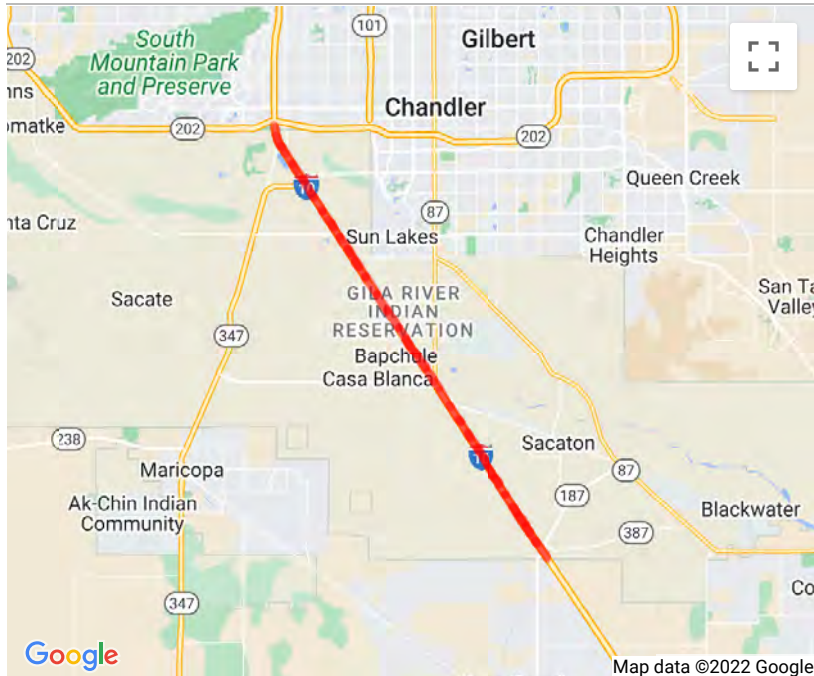 101
South
Mountain Park
and Preserve
Gilbert
202
nns
Chandler
omatke
202
202
10
Queen Creek
87
nta Cruz
Sun Lakes
Chandler
Heights
San Ta
Valley
Sacate
GILA RIVER
INDIAN
RESERVATION
347
Bapchule
Casa Blanca
238
Sacaton
Maricopa
87
187
Ak-Chin Indian
Community
Blackwater
387
Co
347
Google
Map data ©2022 Google